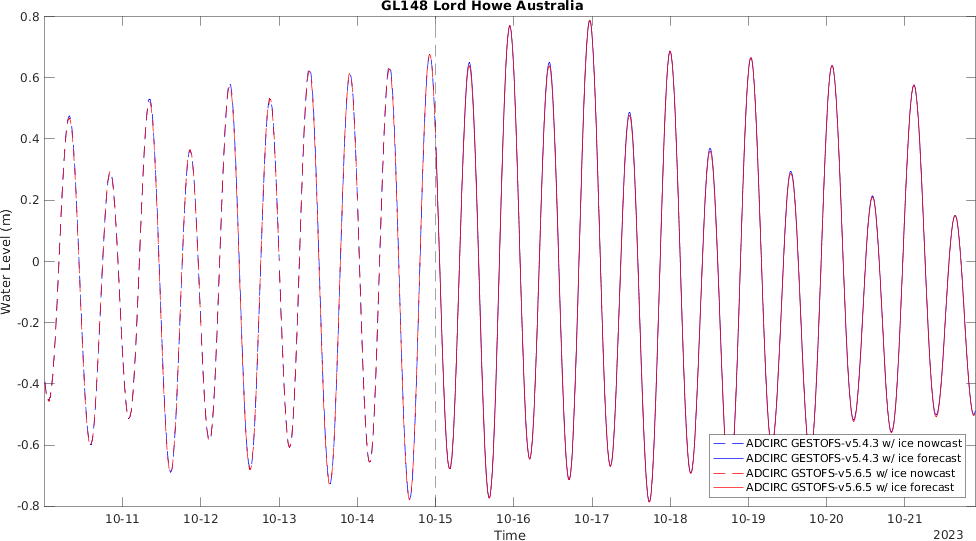 GL148 Lord Howe Australia
0.8
0.6
0.4
0.2
0
-0.2
-0.4
-0.6
-0.8
Water Level (m)
10-11 10-12 10-13 10-14 10-15 10-16 10-17 10-18 10-19 10-20 10-21
Time
2023
ADCIRC GESTOFS-v5.4.3 w/ ice nowcast
ADCIRC GESTOFS-v5.4.3 w/ ice forecast
ADCIRC GSTOFS-v5.6.5 w/ ice nowcast
ADCIRC GSTOFS-v5.6.5 w/ ice forecast